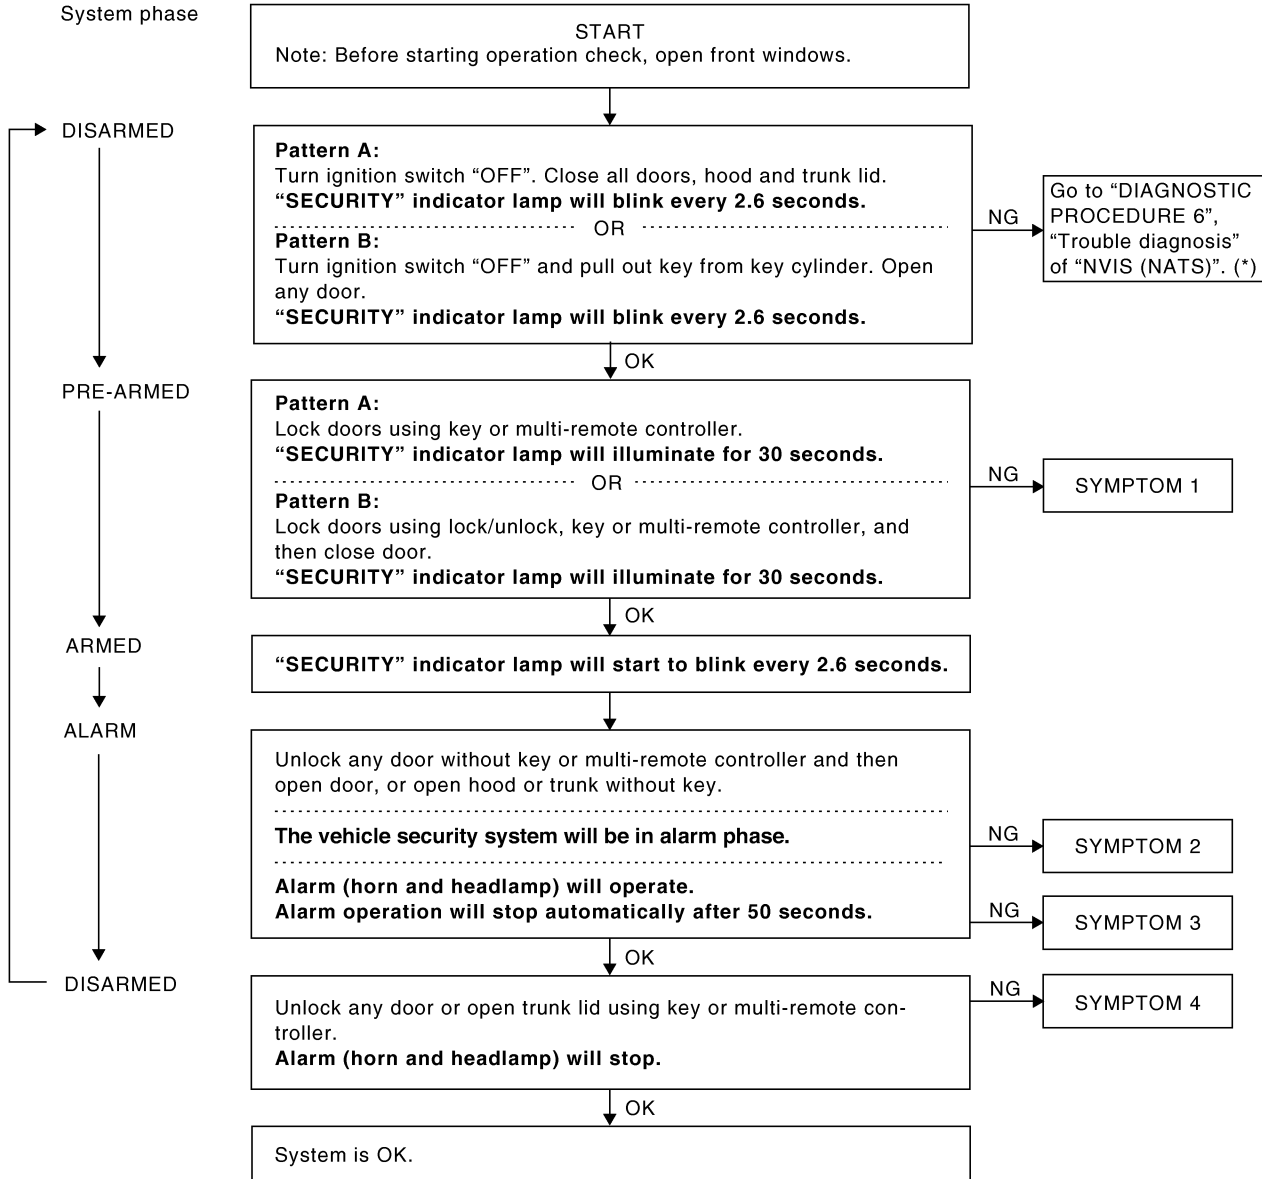 System phase
START
Note: Before starting operation check, open front windows.
DISARMED
Pattern A:
Turn ignition switch “OFF”. Close all doors, hood and trunk lid.
“SECURITY” indicator lamp will blink every 2.6 seconds.
OR
Pattern B:
Turn ignition switch “OFF” and pull out key from key cylinder. Open
any door.
“SECURITY” indicator lamp will blink every 2.6 seconds.
NG
Go to “DIAGNOSTIC
PROCEDURE 6”,
“Trouble diagnosis”
of “NVIS (NATS)”. (*)
OK
PRE-ARMED
Pattern A:
Lock doors using key or multi-remote controller.
“SECURITY” indicator lamp will illuminate for 30 seconds.
OR
Pattern B:
Lock doors using lock/unlock, key or multi-remote controller, and
then close door.
“SECURITY” indicator lamp will illuminate for 30 seconds.
NG
SYMPTOM 1
OK
ARMED
“SECURITY” indicator lamp will start to blink every 2.6 seconds.
ALARM
Unlock any door without key or multi-remote controller and then
open door, or open hood or trunk without key.
The vehicle security system will be in alarm phase.
NG
SYMPTOM 2
Alarm (horn and headlamp) will operate.
Alarm operation will stop automatically after 50 seconds.
NG
SYMPTOM 3
OK
DISARMED
Unlock any door or open trunk lid using key or multi-remote con-
troller.
Alarm (horn and headlamp) will stop.
NG
SYMPTOM 4
OK
System is OK.